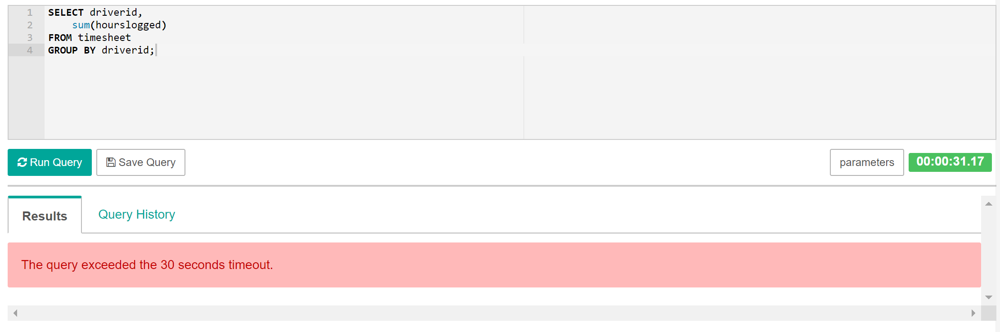 1 SELECT driverid,
2 sum(hourslogged)
3 FROM timesheet
4 GROUP BY driverid;
Run Query Save Query parameters 00:00:31.17
Results Query History
The query exceeded the 30 seconds timeout.